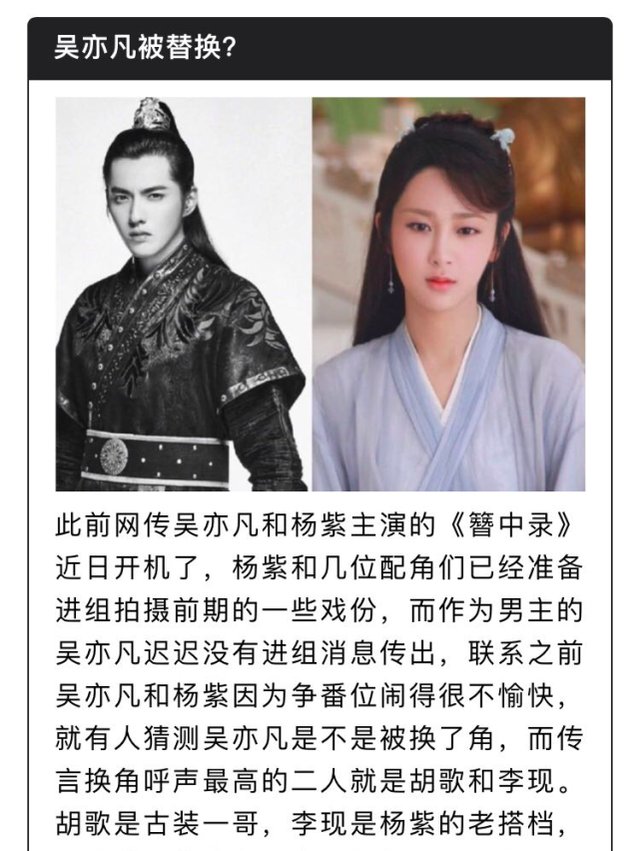 吴亦凡被替换?
此前网传吴亦凡和杨紫主演的《簪中录》
近日开机了，杨紫和几位配角们已经准备
进组拍摄前期的一些戏份，而作为男主的
吴亦凡迟迟没有进组消息传出，联系之前
吴亦凡和杨紫因为争番位闹得很不愉快，
就有人猜测吴亦凡是不是被换了角，而传
言换角呼声最高的二人就是胡歌和李现。
胡歌是古装一哥，李现是杨紫的老搭档，